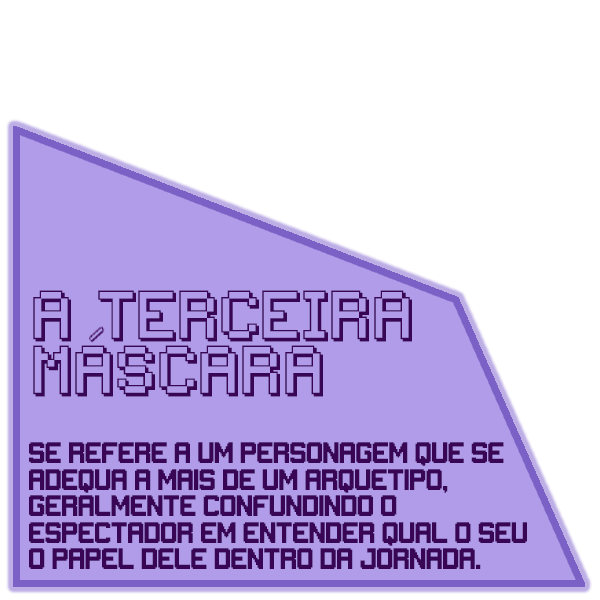 A TERCEIRA
MÁSCARA
SE REFERE A UM PERSONAGEM QUE SE
ADEQUA A MAIS DE UM ARQUETIPO,
GERALMENTE CONFUNDINDO O
ESPECTADOR EM ENTENDER QUAL O SEU
O PAPEL DELE DENTRO DA JORNADA.